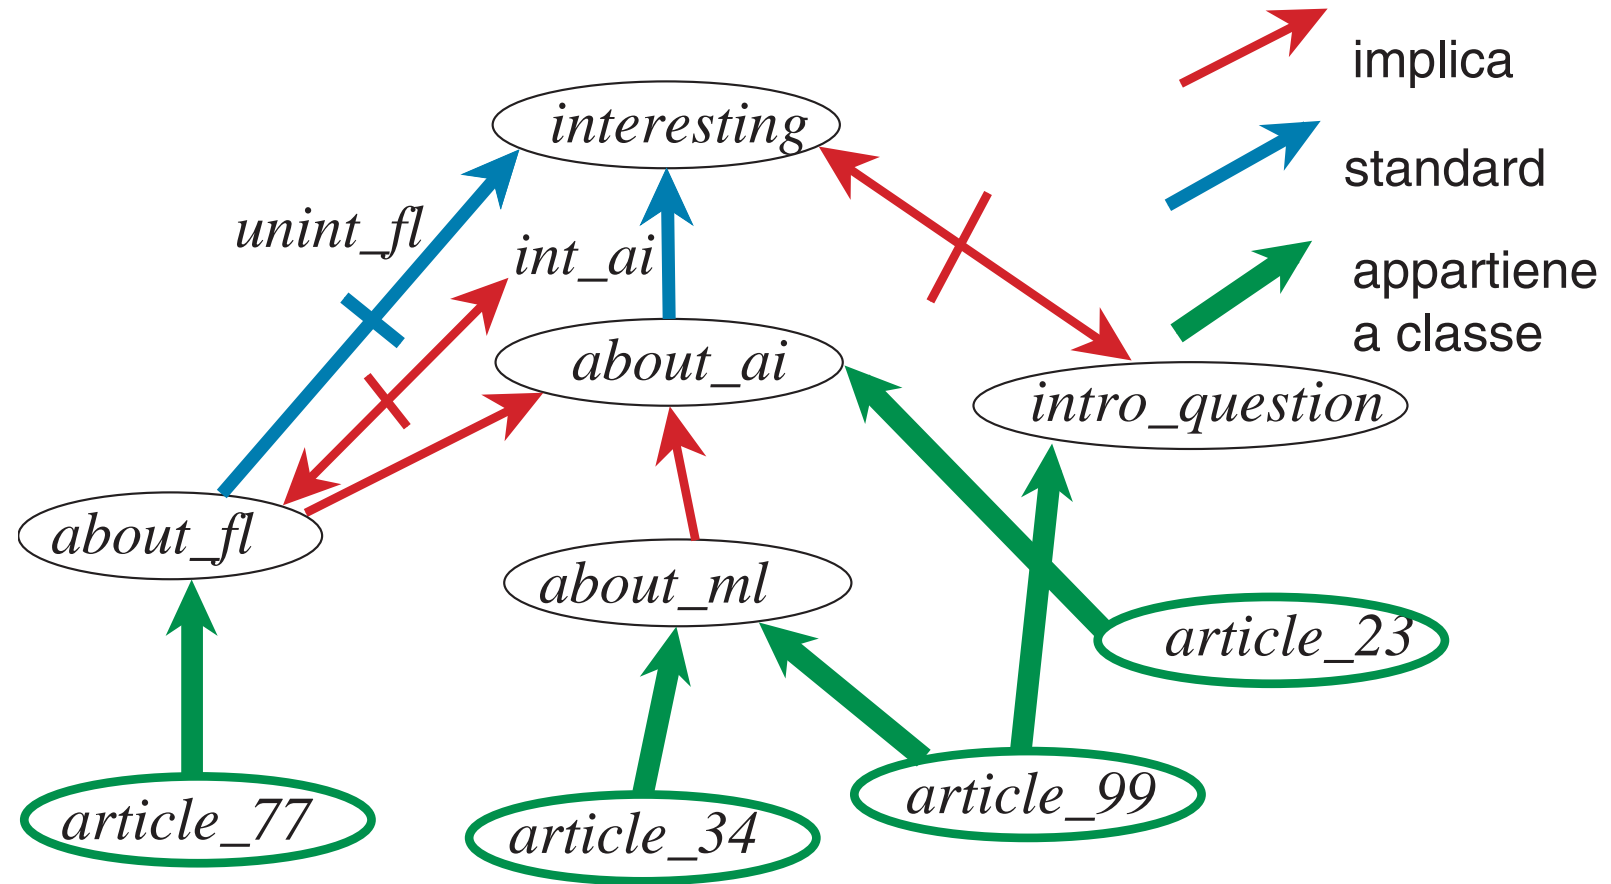 implica
interesting
standard
unint_fl
int_ai
appartiene
a classe
about_ai
intro_question
about_fl
about_ml
article_23
article_99
article_77
article_34